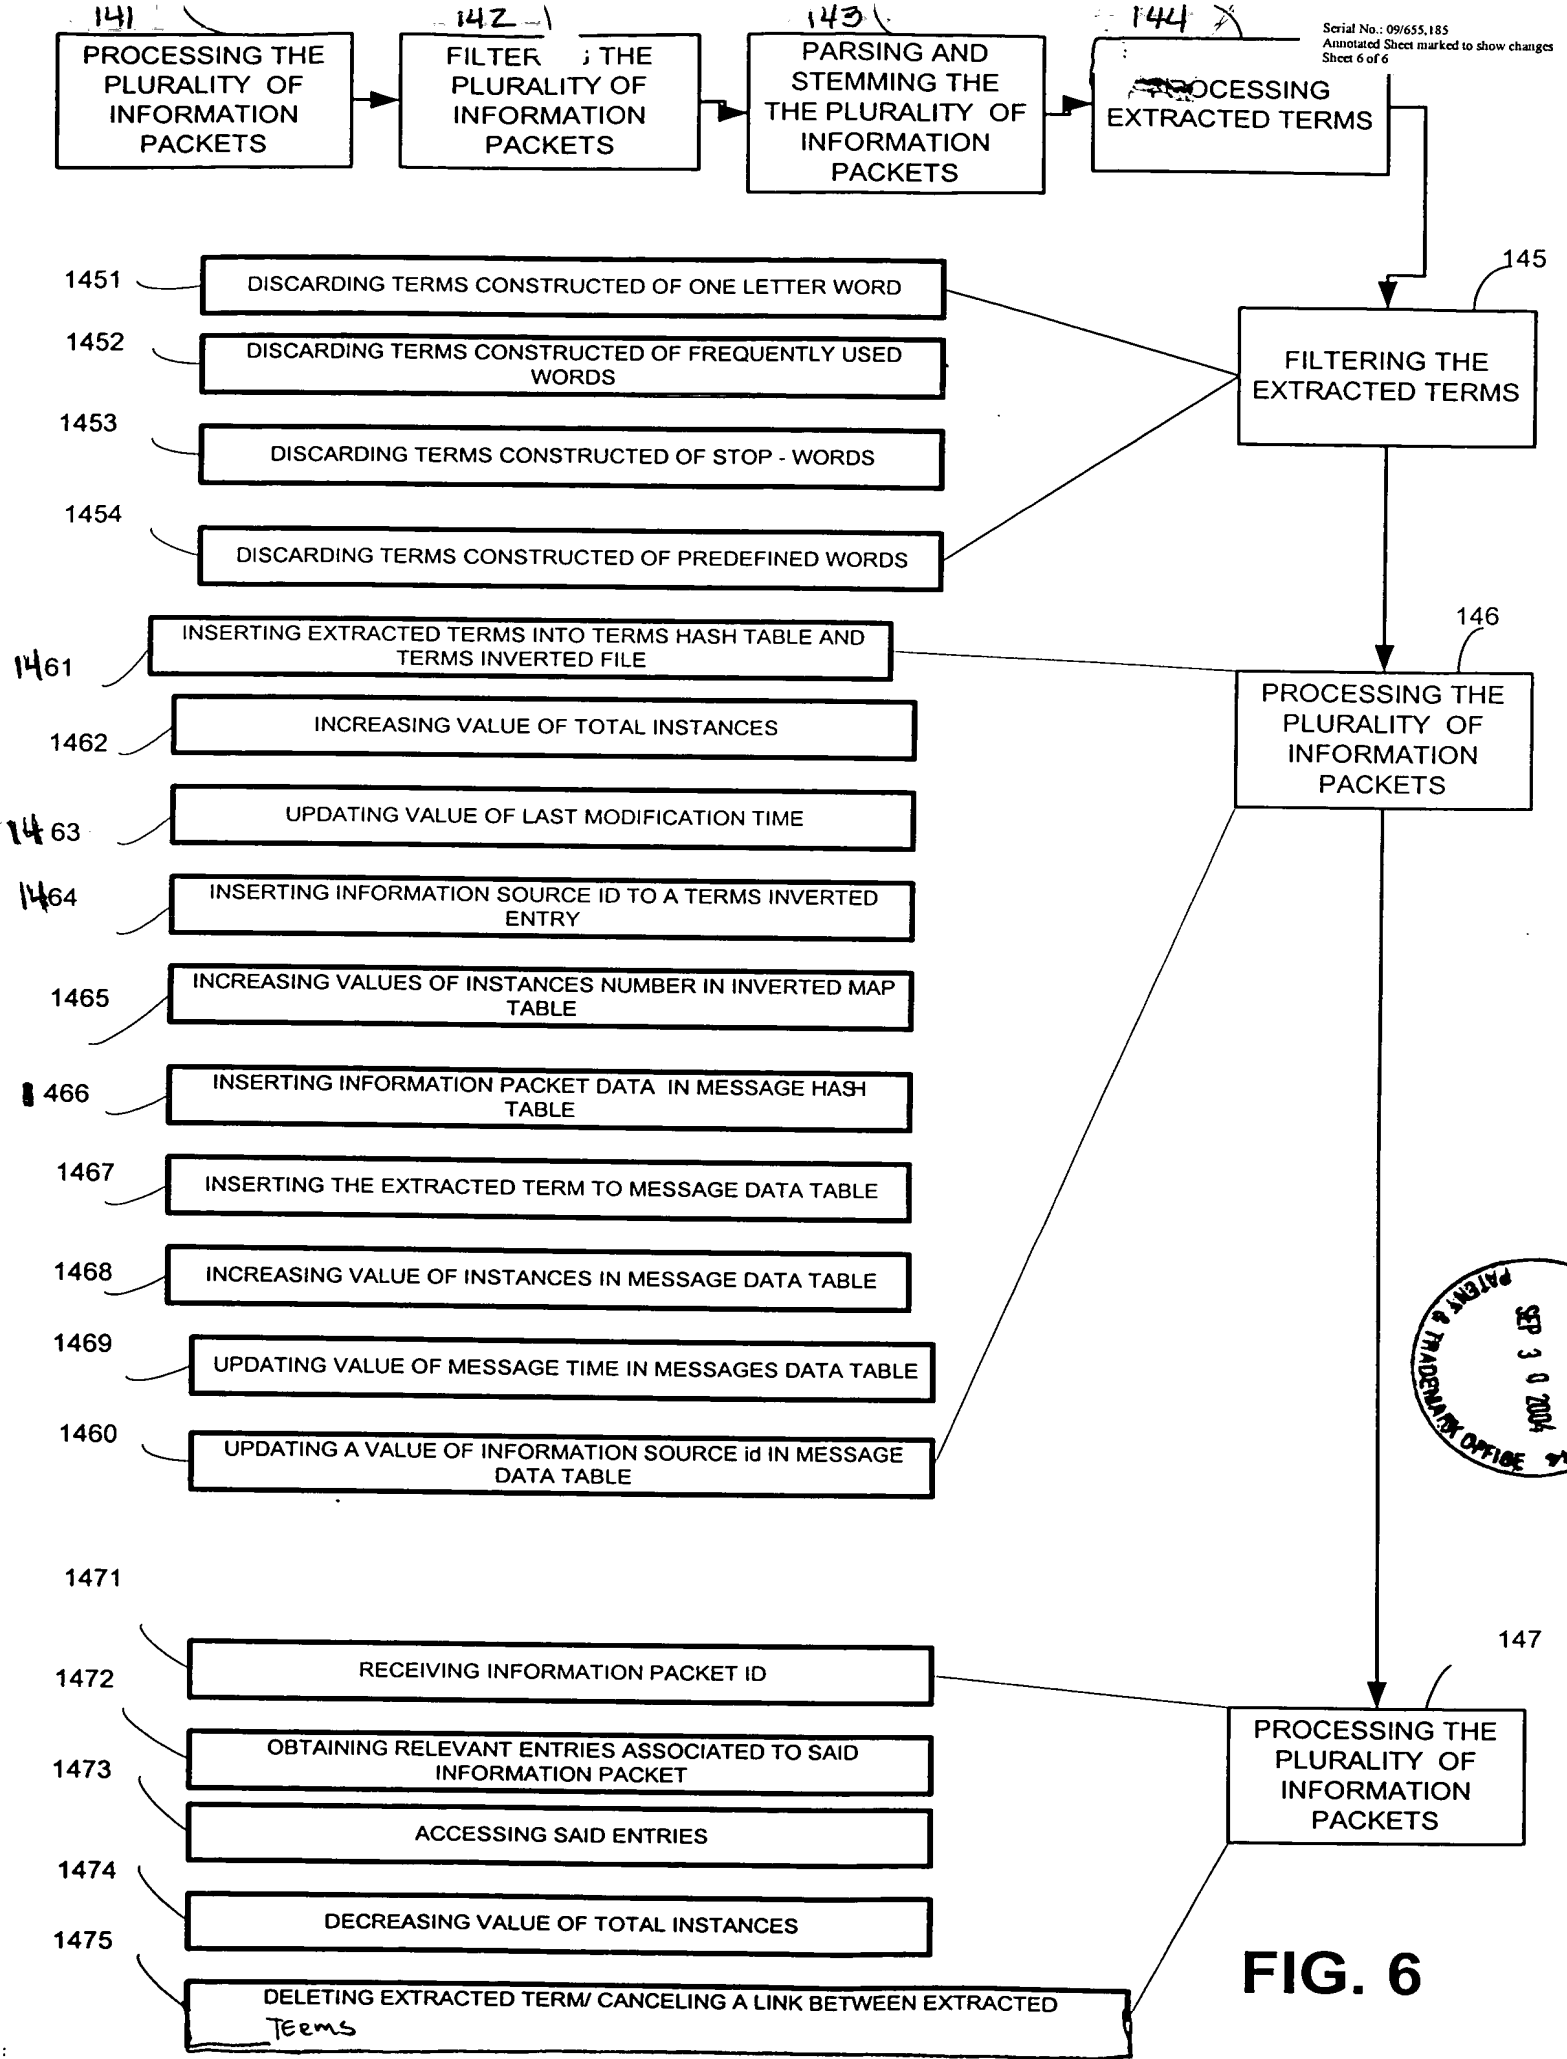 141
142
143
144
Serial No.: 09/655,185
Annotated Sheet marked to show changes
Sheet 6 of 6
PROCESSING THE
PLURALITY OF
INFORMATION
PACKETS
THE
PLURALITY OF
INFORMATION
PACKETS
PARSING AND
STEMMING THE
THE PLURALITY OF
INFORMATION
PACKETS
PROCESSING
EXTRACTED TERMS
145
FILTERING THE
EXTRACTED TERMS
1451
DISCARDING TERMS CONSTRUCTED OF ONE LETTER WORD
1452
DISCARDING TERMS CONSTRUCTED OF FREQUENTLY USED
WORDS
1453
DISCARDING TERMS CONSTRUCTED OF STOP - WORDS
1454
DISCARDING TERMS CONSTRUCTED OF PREDEFINED WORDS
146
PROCESSING THE
PLURALITY OF
INFORMATION
PACKETS
1461
INSERTING EXTRACTED TERMS INTO TERMS HASH TABLE AND
TERMS INVERTED FILE
1462
INCREASING VALUE OF TOTAL INSTANCES
1463
UPDATING VALUE OF LAST MODIFICATION TIME
1464
INSERTING INFORMATION SOURCE ID TO A TERMS INVERTED
ENTRY
1465
INCREASING VALUES OF INSTANCES NUMBER IN INVERTED MAP
TABLE
1466
INSERTING INFORMATION PACKET DATA IN MESSAGE HASH
TABLE
1467
INSERTING THE EXTRACTED TERM TO MESSAGE DATA TABLE
1468
INCREASING VALUE OF INSTANCES IN MESSAGE DATA TABLE
1469
UPDATING VALUE OF MESSAGE TIME IN MESSAGES DATA TABLE
1460
UPDATING A VALUE OF INFORMATION SOURCE id IN MESSAGE
DATA TABLE
PATENT & TRADEMARK OFFICE
SEP 30 2004
147
PROCESSING THE
PLURALITY OF
INFORMATION
PACKETS
1471
RECEIVING INFORMATION PACKET ID
1472
OBTAINING RELEVANT ENTRIES ASSOCIATED TO SAID
INFORMATION PACKET
1473
ACCESSING SAID ENTRIES
1474
DECREASING VALUE OF TOTAL INSTANCES
1475
DELETING EXTRACTED TERM/ CANCELING A LINK BETWEEN EXTRACTED
TERms
FIG. 6